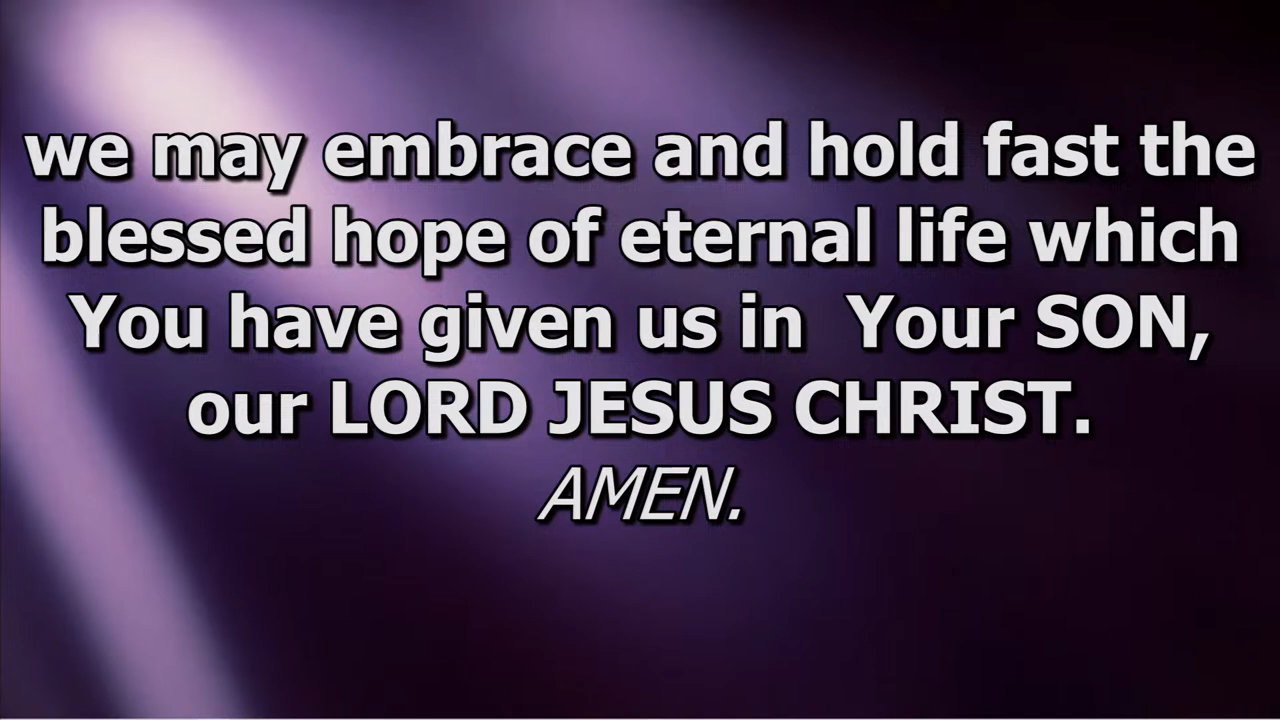 we may embrace and hold fast the
blessed hope of eternal life which
You have given us in  Your SON,
our LORD JESUS CHRIST.
AMEN.